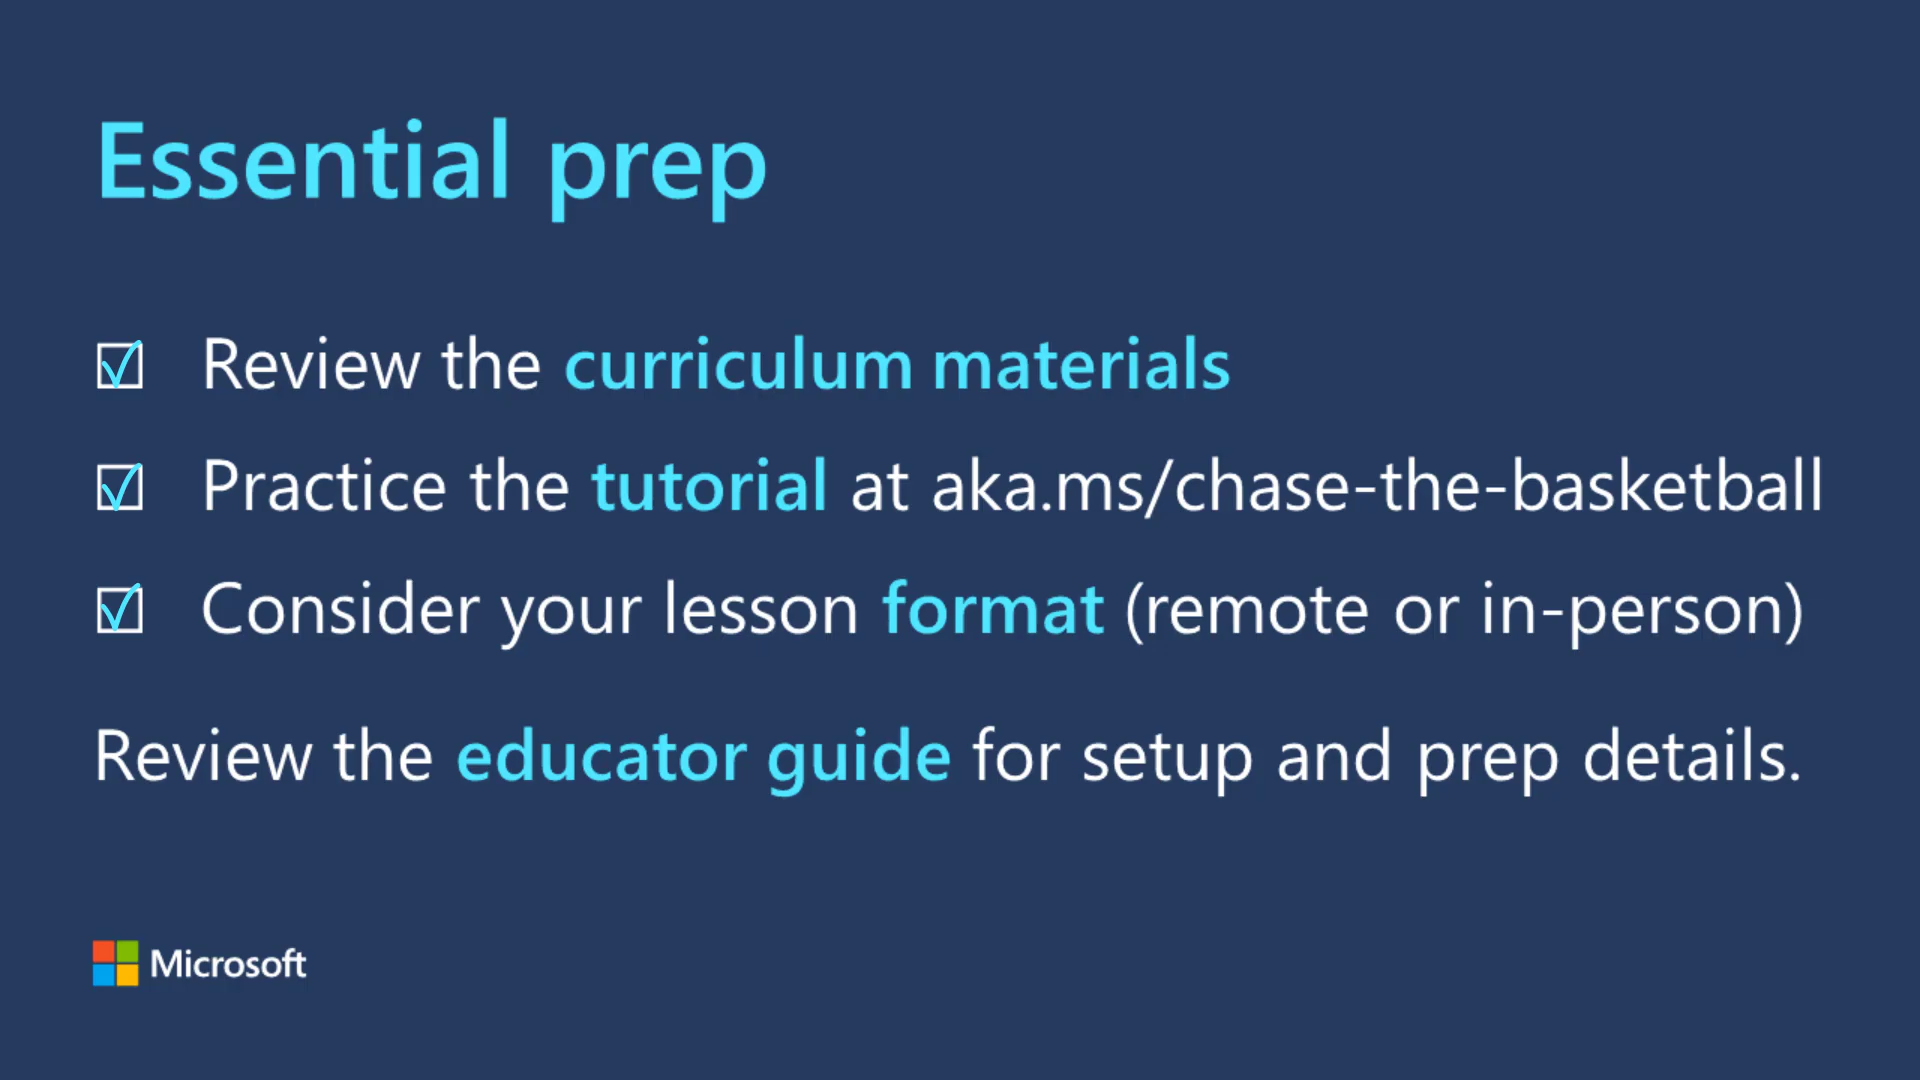 Essential prep
☑ Review the curriculum materials
☑ Practice the tutorial at aka.ms/chase-the-basketball
☑ Consider your lesson format (remote or in-person)
Review the educator guide for setup and prep details.
Microsoft